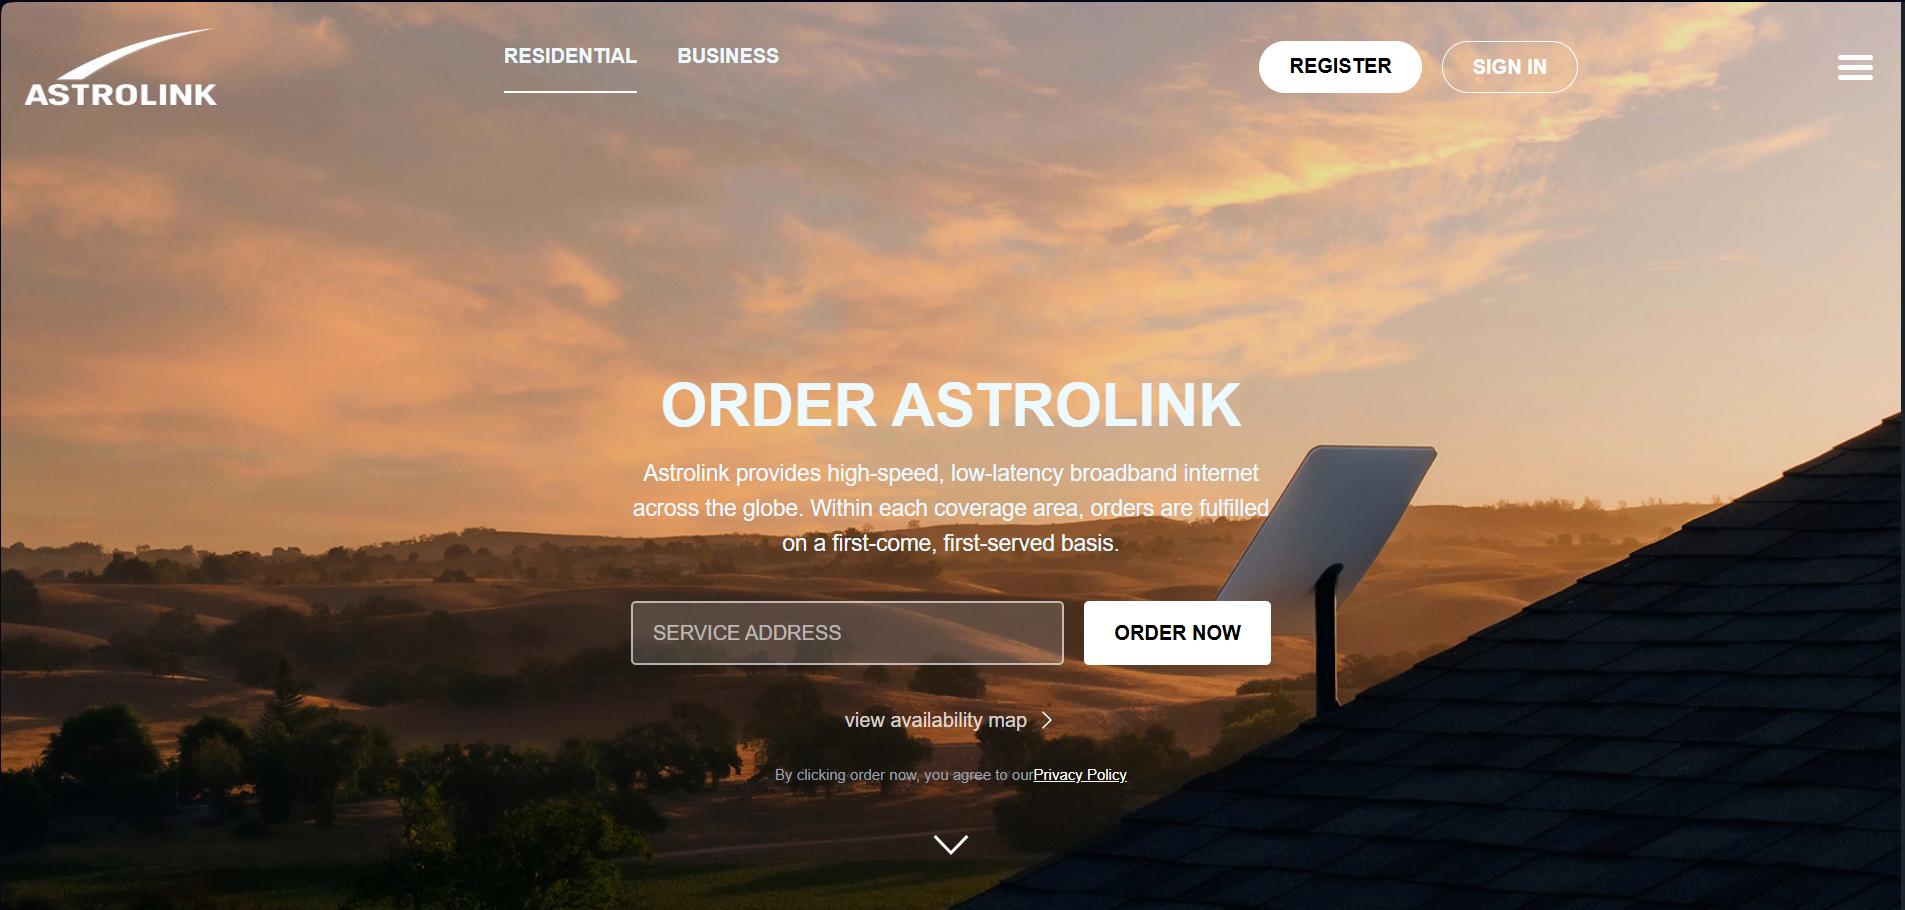 ASTROLINK
RESIDENTIAL
BUSINESS
REGISTER
SIGN IN
ORDER ASTROLINK
Astrolink provides high-speed, low-latency broadband internet
across the globe. Within each coverage area, orders are fulfilled
on a first-come, first-served basis.
SERVICE ADDRESS
ORDER NOW
view availability map
By clicking order now, you agree to ourPrivacy Policy